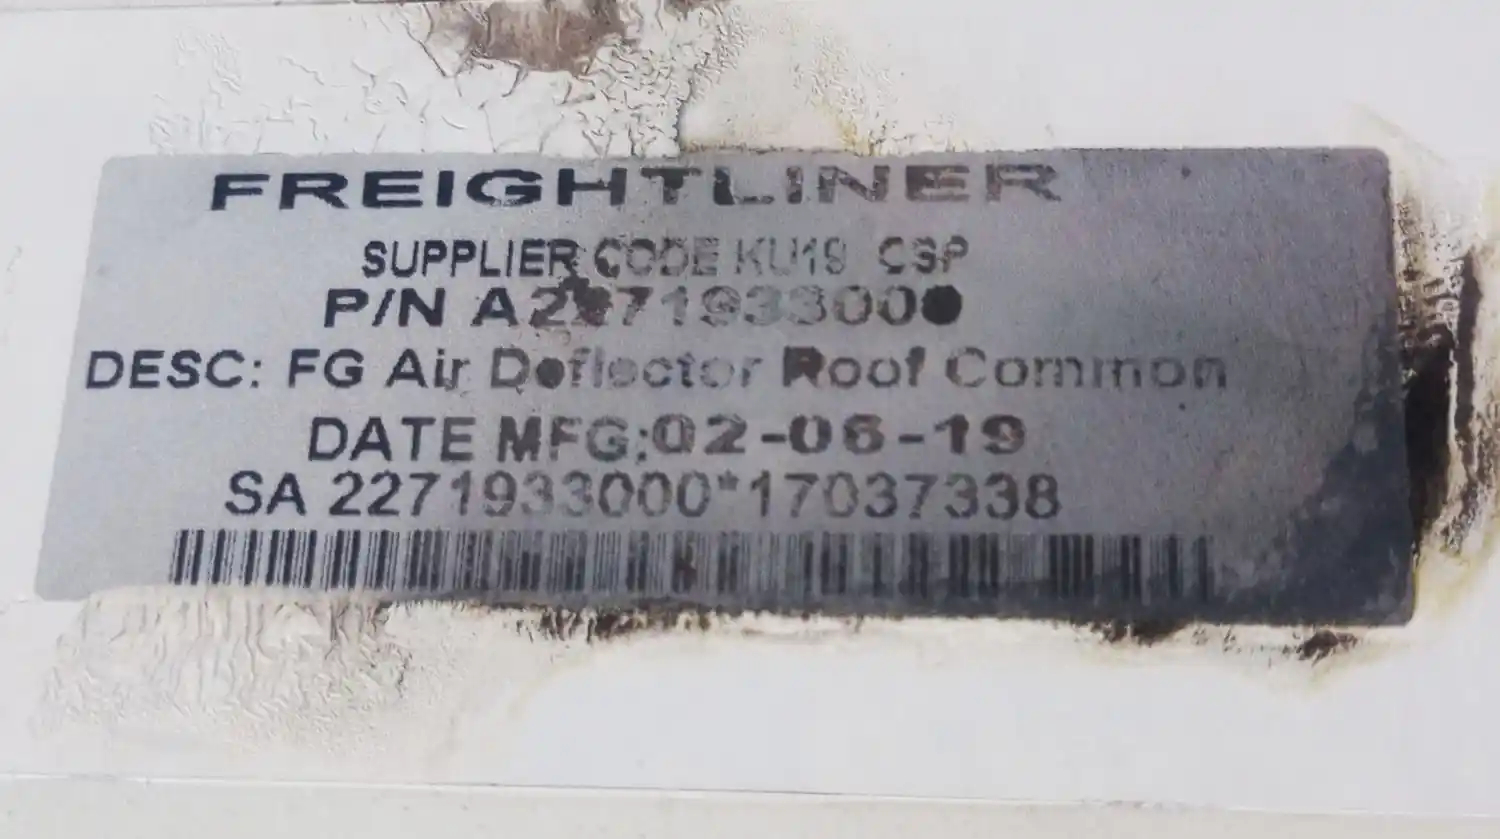 FREIGHTLINER
SUPPLIER CODE KU19 CSP
P/N A2271933000
DESC: FG Air Deflector Roof Common
DATE MFG:02-06-19
SA 2271933000*17037338